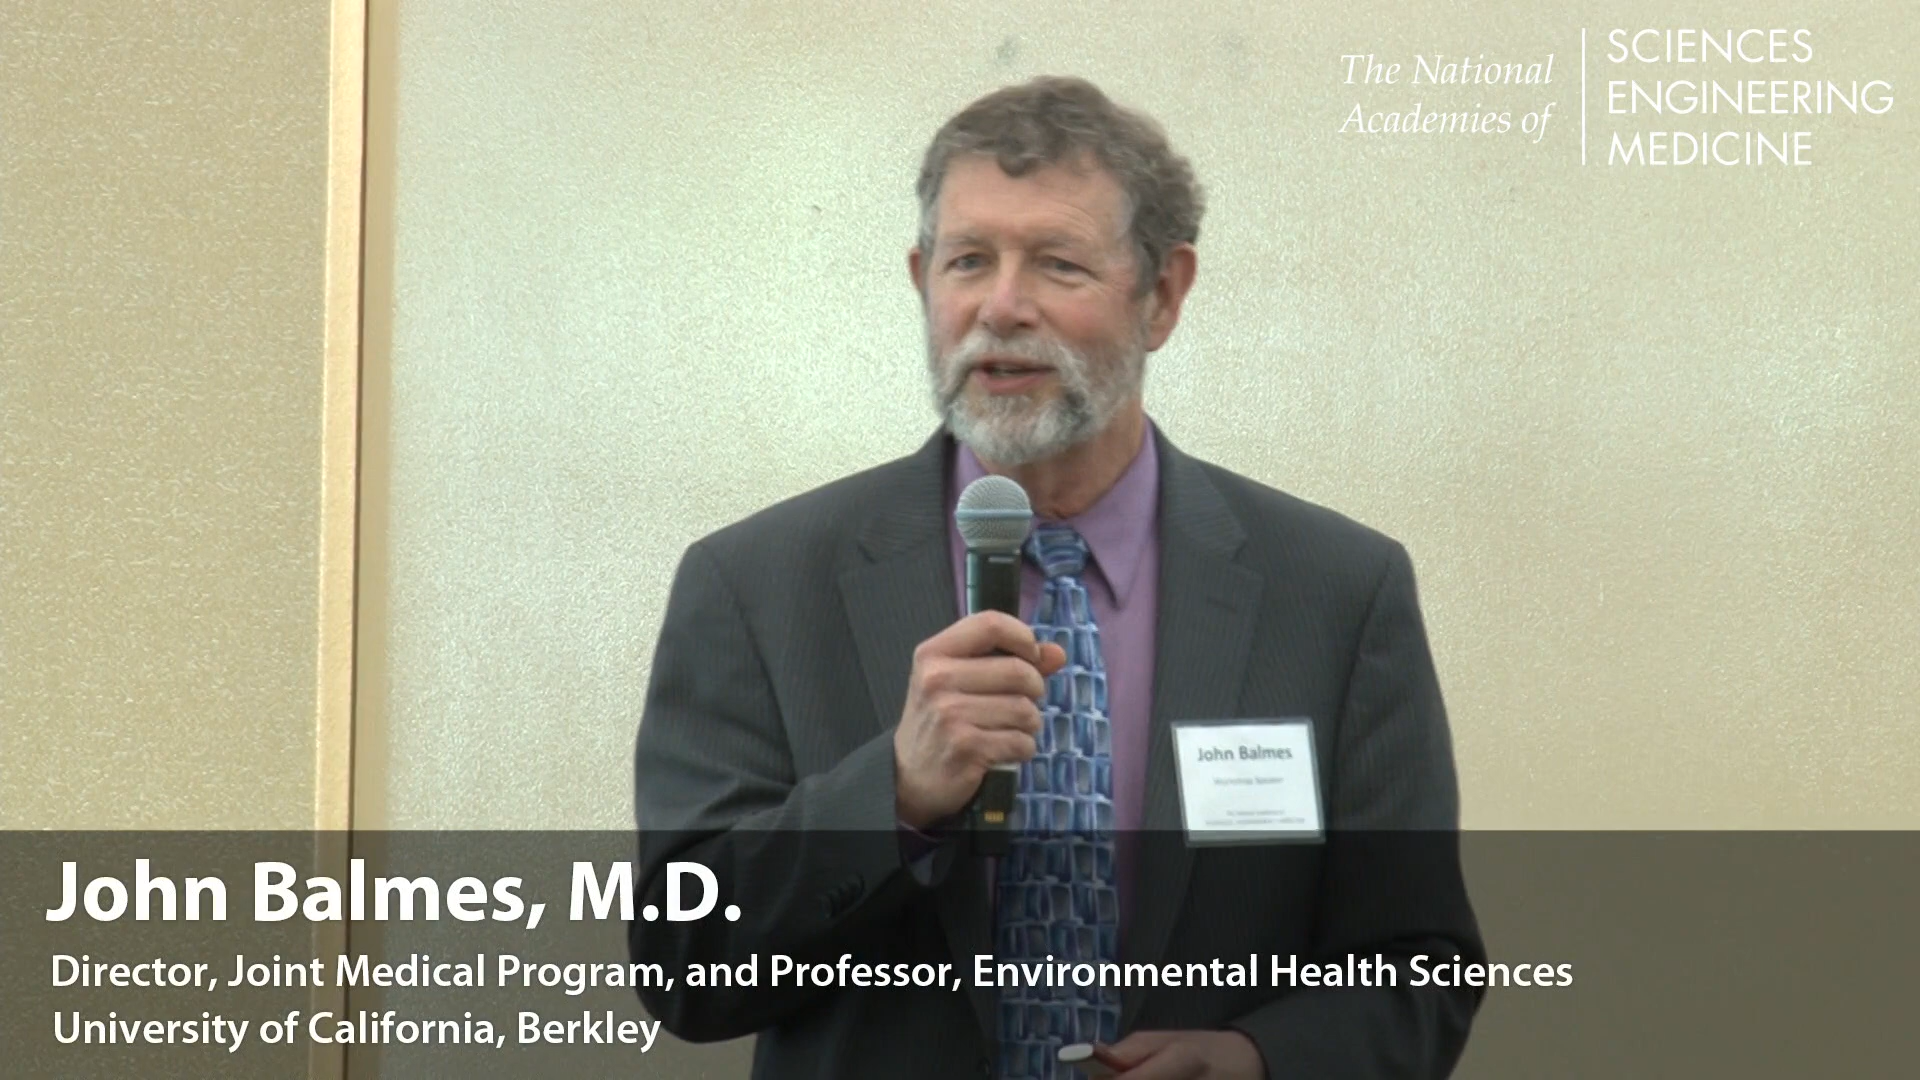 The National
Academies of
SCIENCES
ENGINEERING
MEDICINE
John Balmes
John Balmes, M.D.
Director, Joint Medical Program, and Professor, Environmental Health Sciences
University of California, Berkley